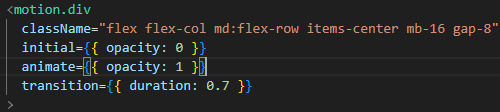 <motion.div
className="flex flex-col md:flex-row items-center mb-16 gap-8"
initial={{ opacity: 0 }}
animate={{ opacity: 1 }}
transition={{ duration: 0.7 }}
>